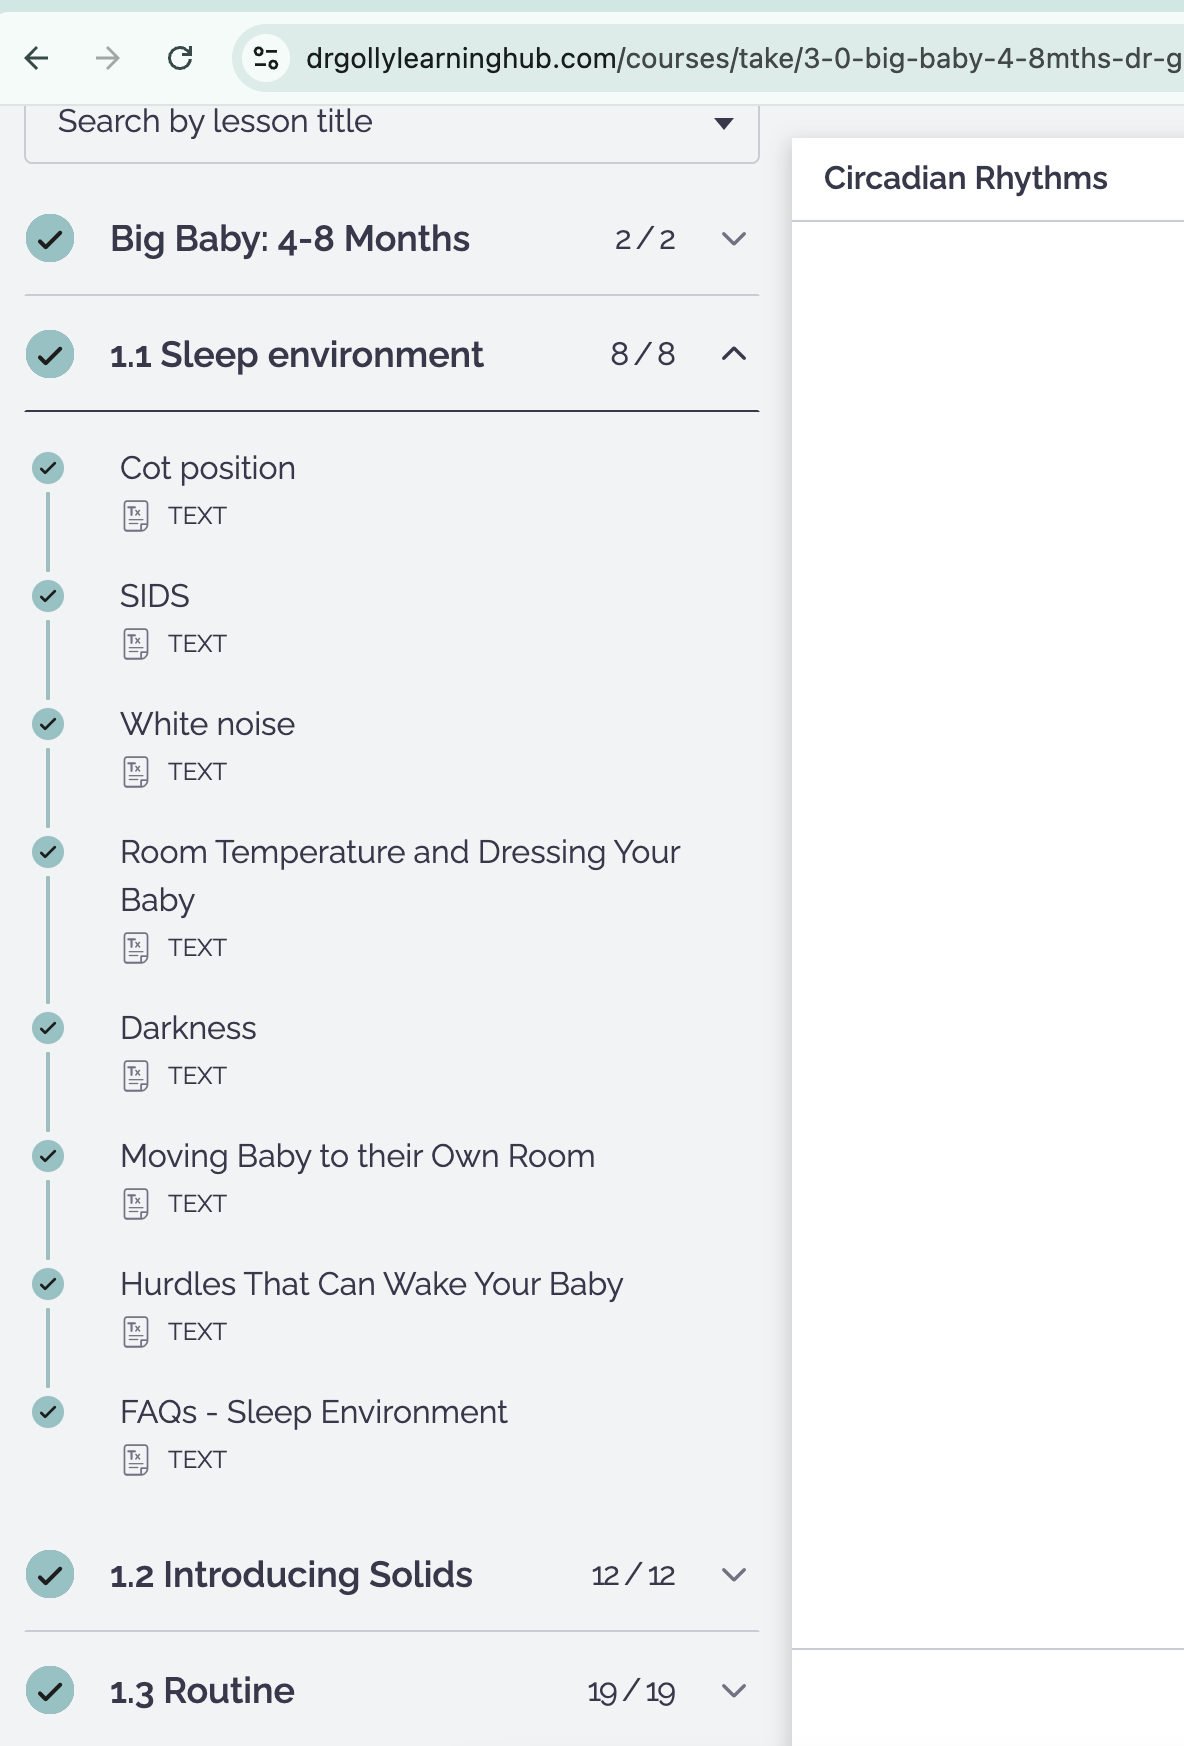 drgollylearninghub.com/courses/take/3-0-big-baby-4-8mths-dr-g
Search by lesson title
Circadian Rhythms
Big Baby: 4-8 Months 2 / 2
1.1 Sleep environment 8 / 8
Cot position
TEXT
SIDS
TEXT
White noise
TEXT
Room Temperature and Dressing Your
Baby
TEXT
Darkness
TEXT
Moving Baby to their Own Room
TEXT
Hurdles That Can Wake Your Baby
TEXT
FAQs - Sleep Environment
TEXT
1.2 Introducing Solids 12 / 12
1.3 Routine 19 / 19